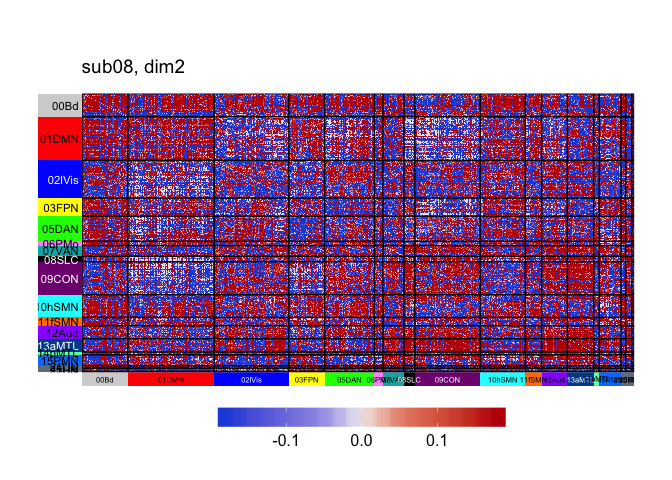 sub08, dim2
00Bd
01DMN
02lVis
03FPN
05DAN
06PMo
07VAN
08SLC
09CON
10hSMN
11fSMN
12Aud
13aMTL
15PMN
00Bd 01DMN 02lVis 03FPN 05DAN 08SLC 09CON 10hSMN 11fSMN 12Aud 13aMTL
-0.1 0.0 0.1